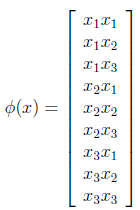 x₁x₁
x₁x₂
x₁x₃
x₂x₁
ϕ(x) = x₂x₂
x₂x₃
x₃x₁
x₃x₂
x₃x₃